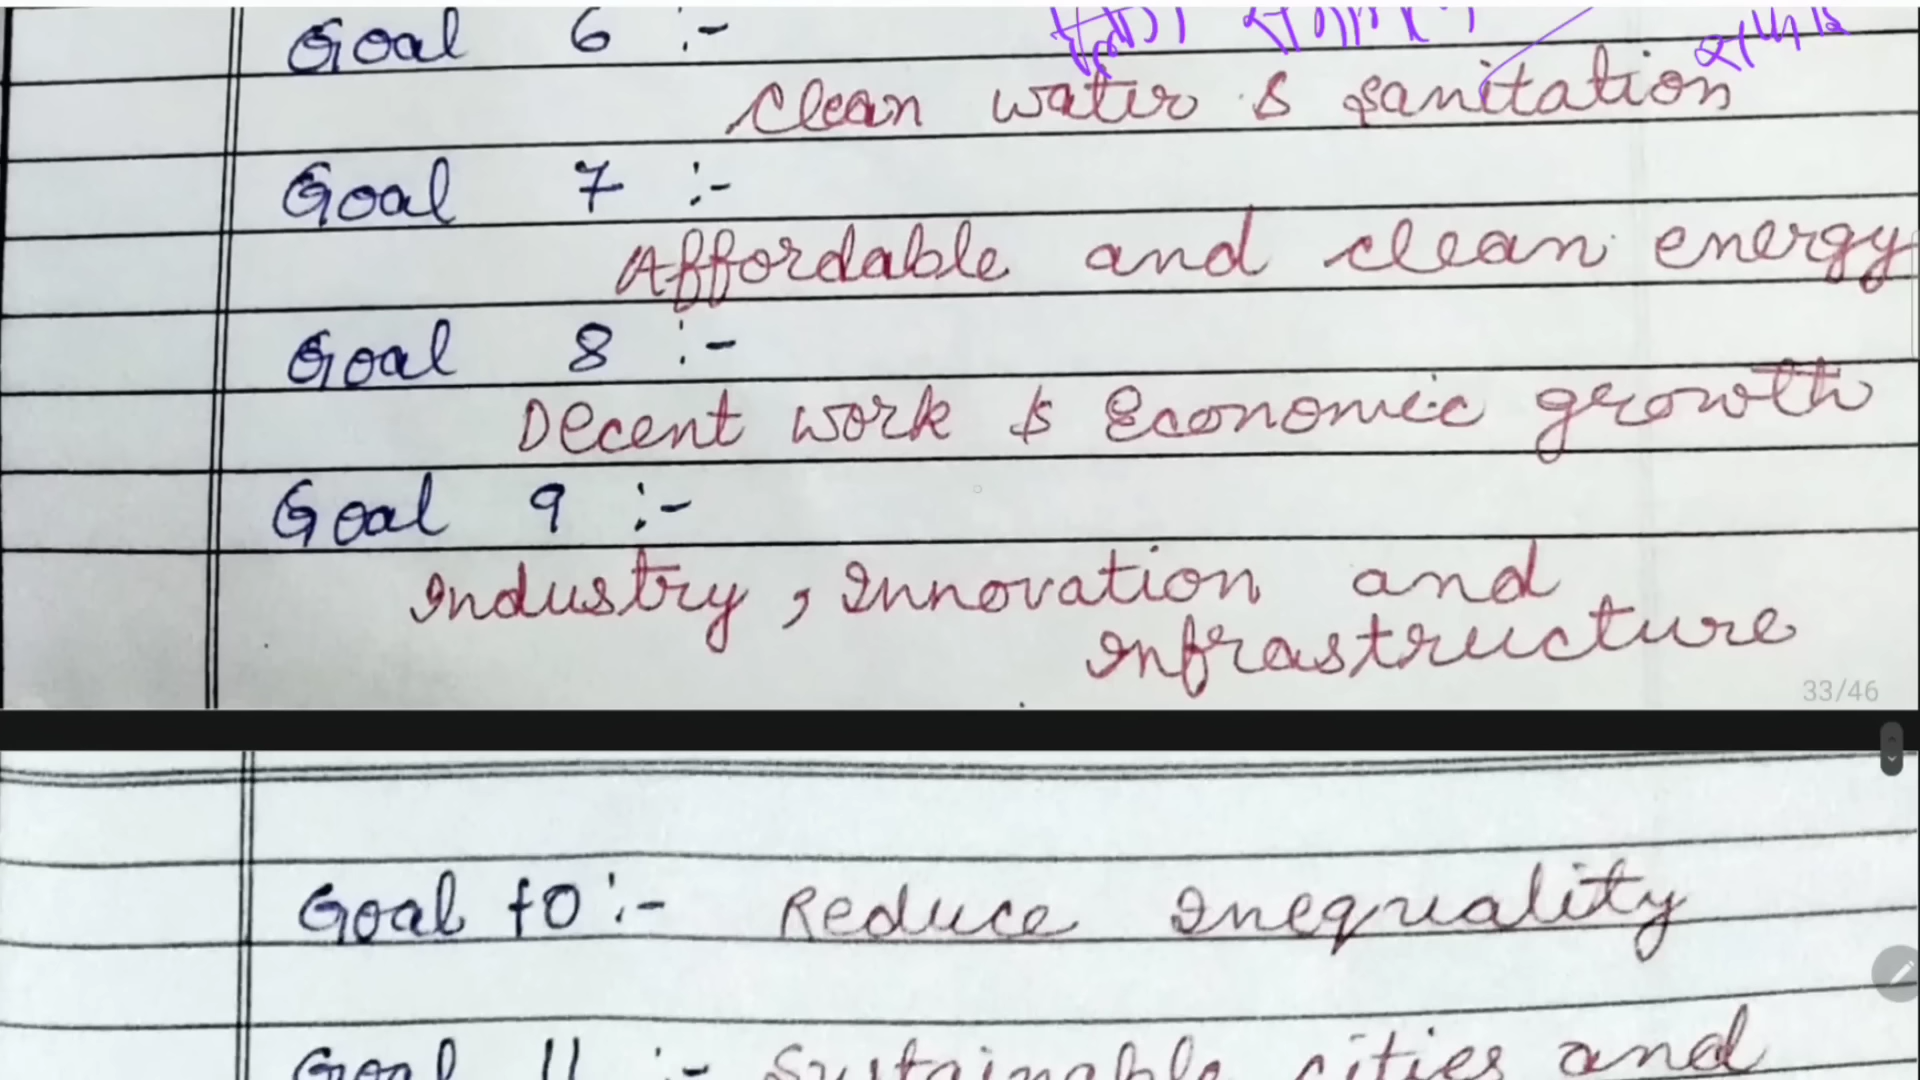 Goal 6 :-
Clean water & sanitation
Goal 7 :-
Affordable and clean energy
Goal 8 :-
Decent work & Economic growth
Goal 9 :-
Industry, Innovation and
Infrastructure
33/46
Goal 10 :- Reduce Inequality
Goal 11 :- Sustainable cities and